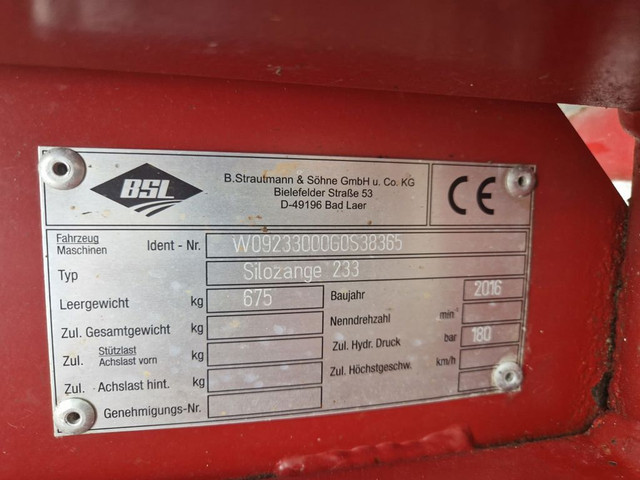 BSL
B.Strautmann & Söhne GmbH u. Co. KG
Bielefelder Straße 53
D-49196 Bad Laer
CE
Fahrzeug
Maschinen
Ident - Nr. W09233000G0S38365
Typ Silozange 233
Leergewicht kg 675 Baujahr 2016
Zul. Gesamtgewicht kg Nenndrehzahl min⁻¹
Zul. Stützlast
Achslast vorn kg Zul. Hydr. Druck bar 180
Zul. Achslast hint. kg Zul. Höchstgeschw. km/h
Genehmigungs-Nr.